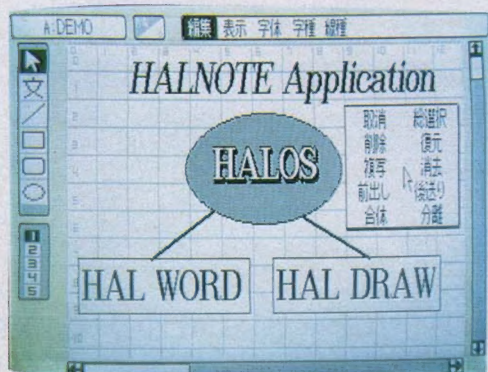 A:DEMO 編集 表示 字体 字種 線種
HALNOTE Application
文
取消 総選択
削除 復元
複写 消去
前出し 後送り
合体 分離
HALOS
HAL WORD HAL DRAW
1
2
3
4
5